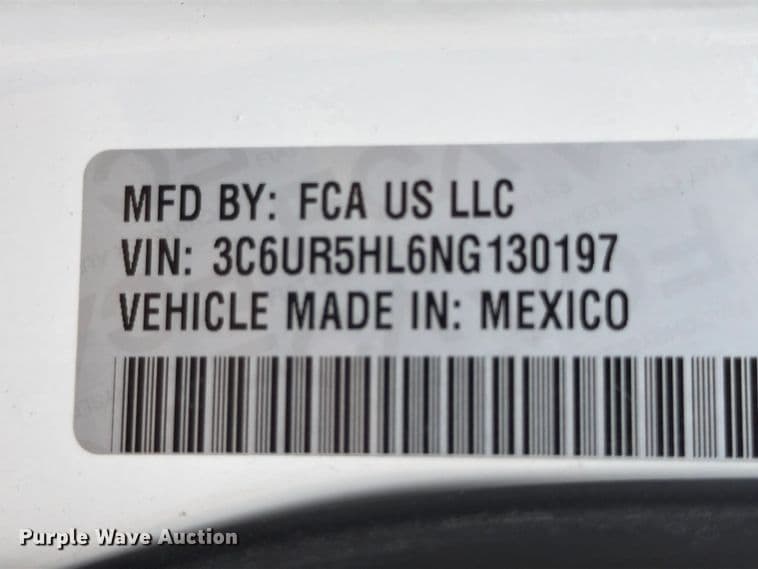 MFD BY: FCA US LLC
VIN: 3C6UR5HL6NG130197
VEHICLE MADE IN: MEXICO
Purple Wave Auction